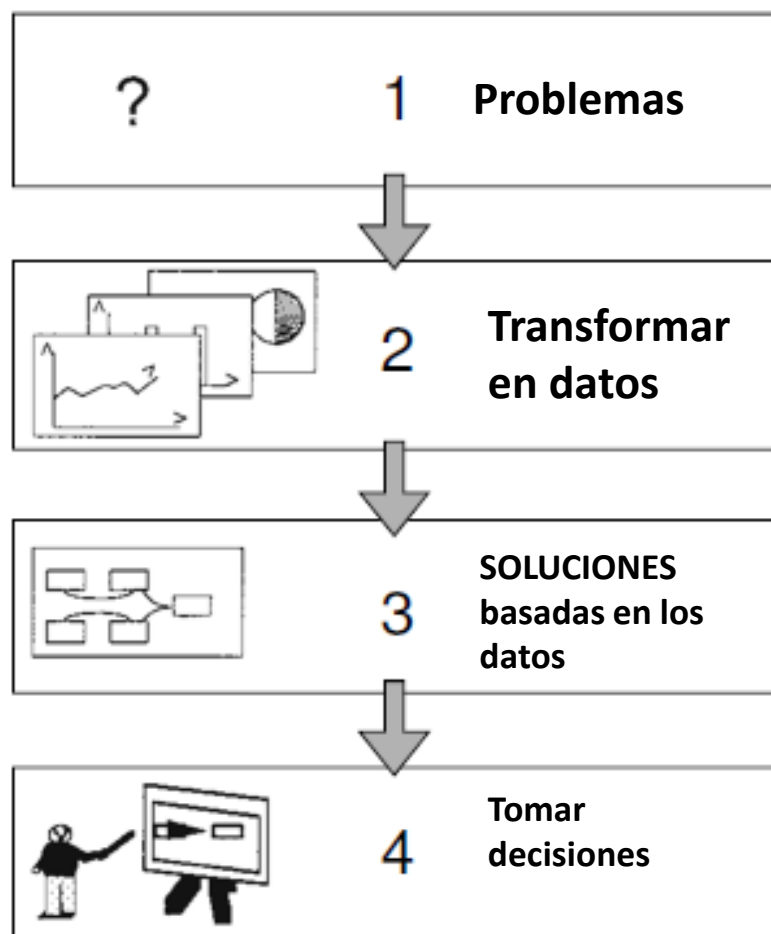 ? 1 Problemas
2 Transformar
en datos
3 SOLUCIONES
basadas en los
datos
4 Tomar
decisiones